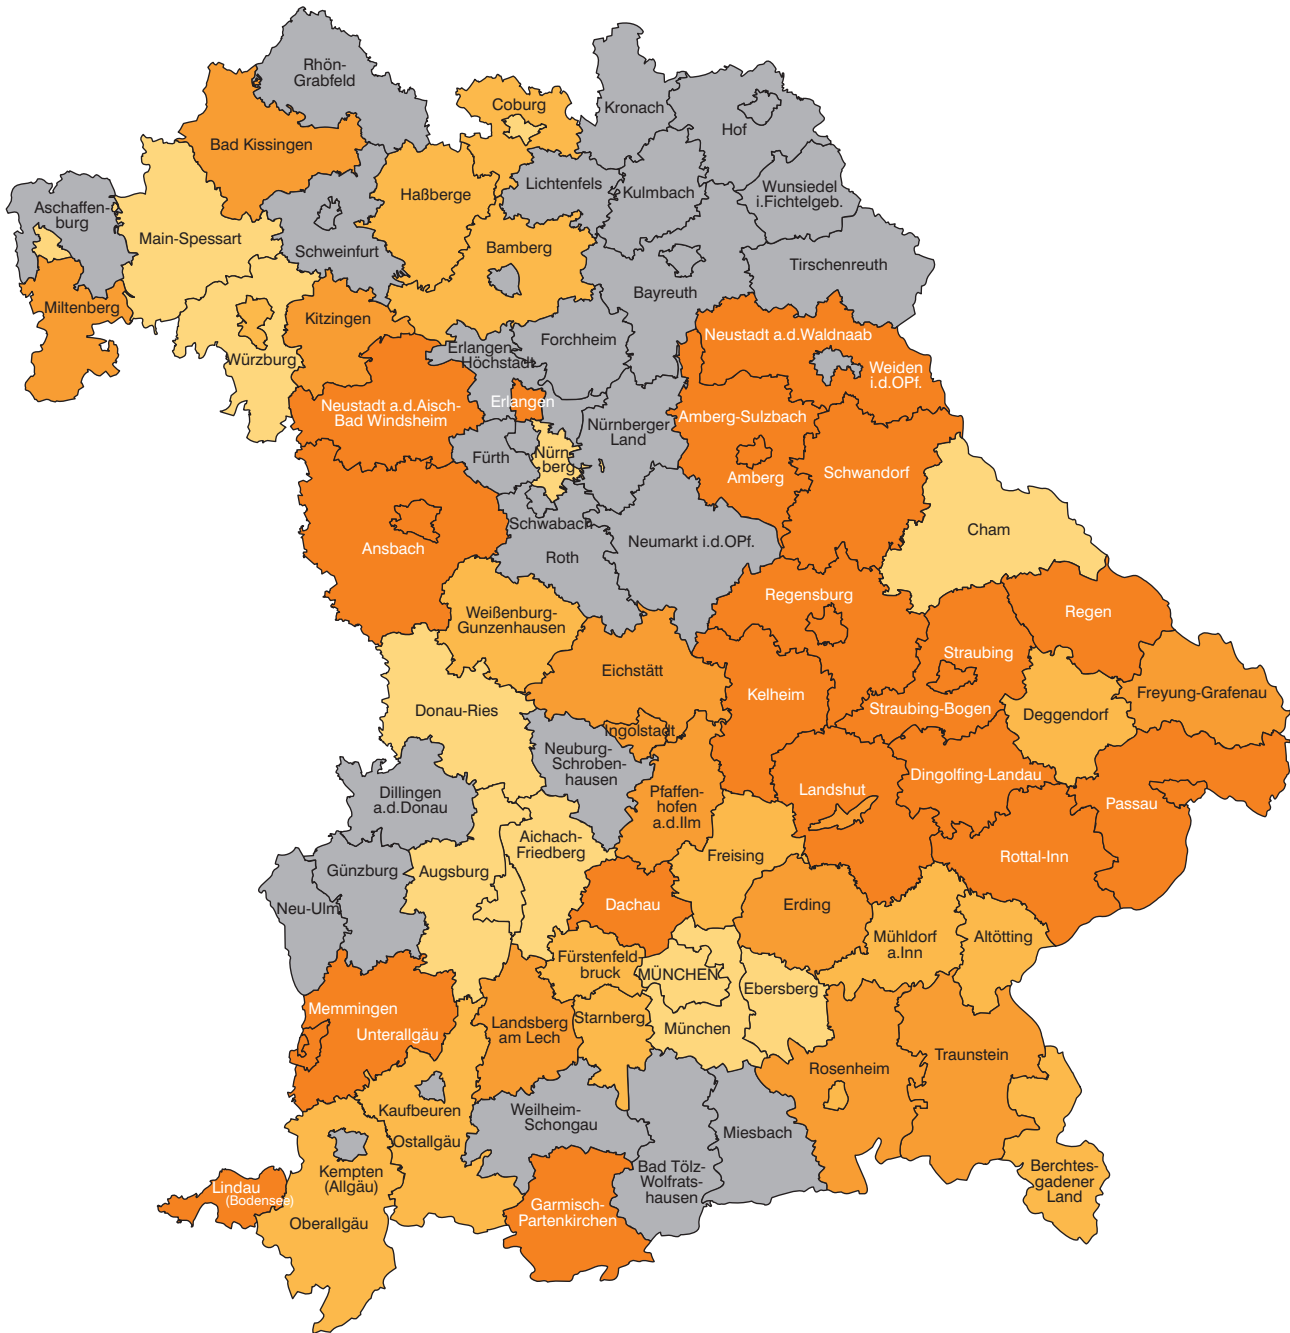 Rhön-
Grabfeld
Coburg
Kronach
Hof
Bad Kissingen
Lichtenfels
Kulmbach
Wunsiedel
i.Fichtelgeb.
Haßberge
Aschaffen-
burg
Main-Spessart
Schweinfurt
Bamberg
Tirschenreuth
Bayreuth
Miltenberg
Kitzingen
Neustadt a.d.Waldnaab
Forchheim
Erlangen-
Höchstadt
Würzburg
Weiden
i.d.OPf.
Erlangen
Neustadt a.d.Aisch-
Bad Windsheim
Amberg-Sulzbach
Nürnberger
Land
Fürth
Nürn-
berg
Amberg
Schwandorf
Cham
Schwabach
Ansbach
Roth
Neumarkt i.d.OPf.
Regensburg
Regen
Weißenburg-
Gunzenhausen
Straubing
Eichstätt
Kelheim
Freyung-Grafenau
Donau-Ries
Straubing-Bogen
Deggendorf
Ingolstadt
Neuburg-
Schroben-
hausen
Dingolfing-Landau
Dillingen
a.d.Donau
Pfaffen-
hofen
a.d.Ilm
Landshut
Passau
Aichach-
Friedberg
Freising
Rottal-Inn
Günzburg
Augsburg
Neu-Ulm
Dachau
Erding
Mühldorf
a.Inn
Altötting
Fürstenfeld-
bruck
MÜNCHEN
Ebersberg
Memmingen
Unterallgäu
Landsberg
am Lech
Starnberg
München
Rosenheim
Traunstein
Kaufbeuren
Weilheim-
Schongau
Ostallgäu
Miesbach
Kempten
(Allgäu)
Bad Tölz-
Wolfrats-
hausen
Berchtes-
gadener
Land
Lindau
(Bodensee)
Garmisch-
Partenkirchen
Oberallgäu